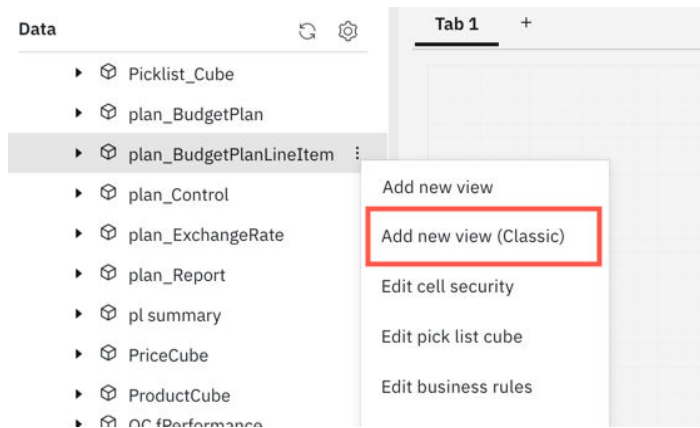 Data
Tab 1 +
Picklist_Cube
plan_BudgetPlan
plan_BudgetPlanLineItem
plan_Control
plan_ExchangeRate
plan_Report
pl summary
PriceCube
ProductCube
Add new view
Add new view (Classic)
Edit cell security
Edit pick list cube
Edit business rules